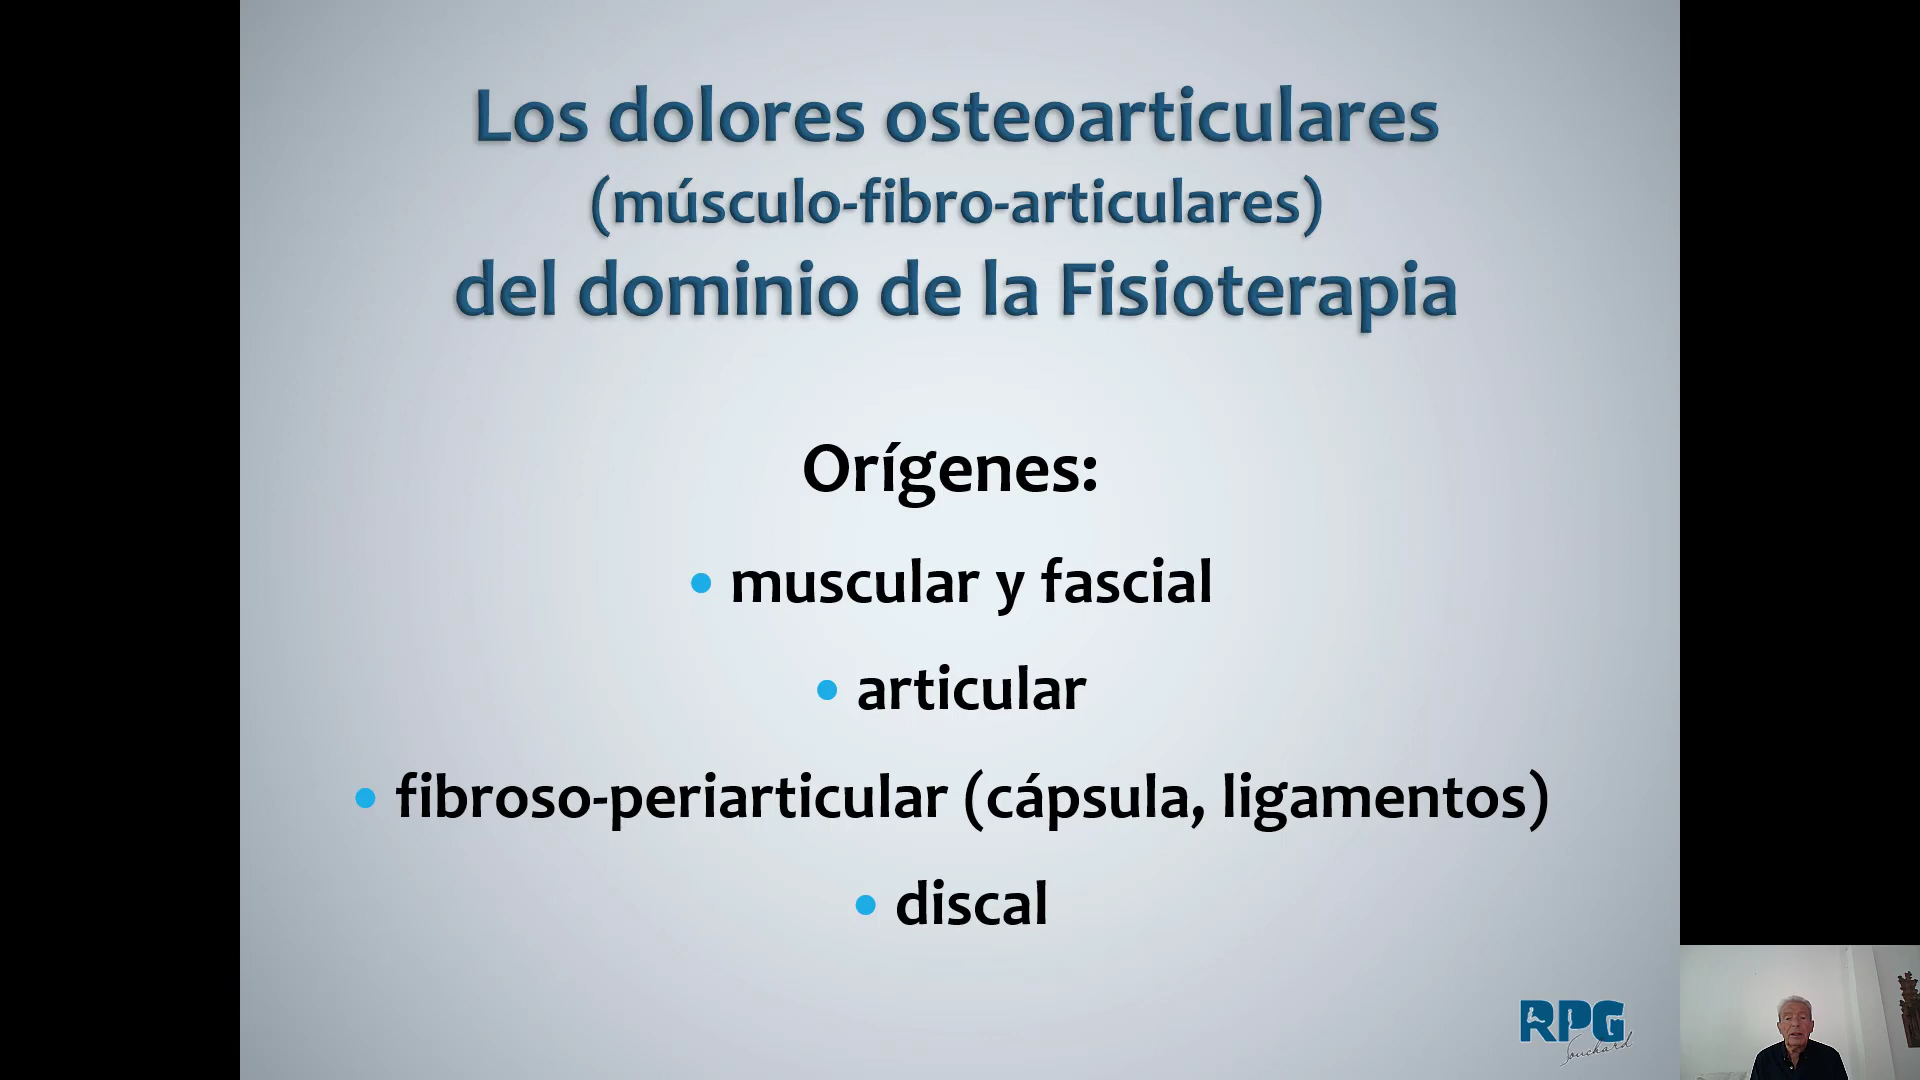 Los dolores osteoarticulares
(músculo-fibro-articulares)
del dominio de la Fisioterapia
Orígenes:
• muscular y fascial
• articular
• fibroso-periarticular (cápsula, ligamentos)
• discal
RPG
Souchard